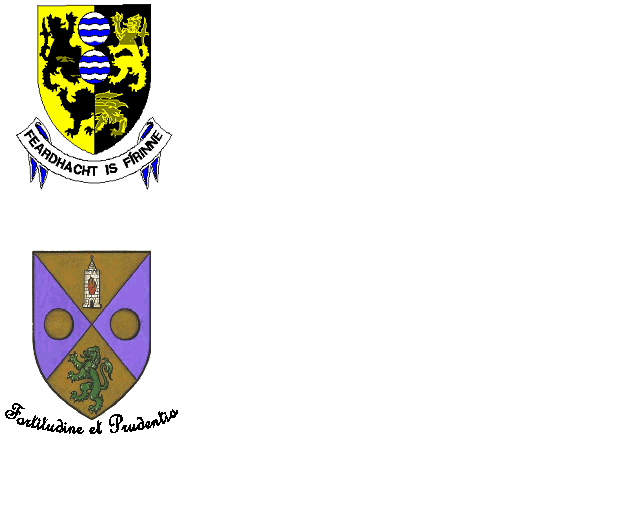 FEARDHACHT IS FÍRINNE
Fortitudine et Prudentia